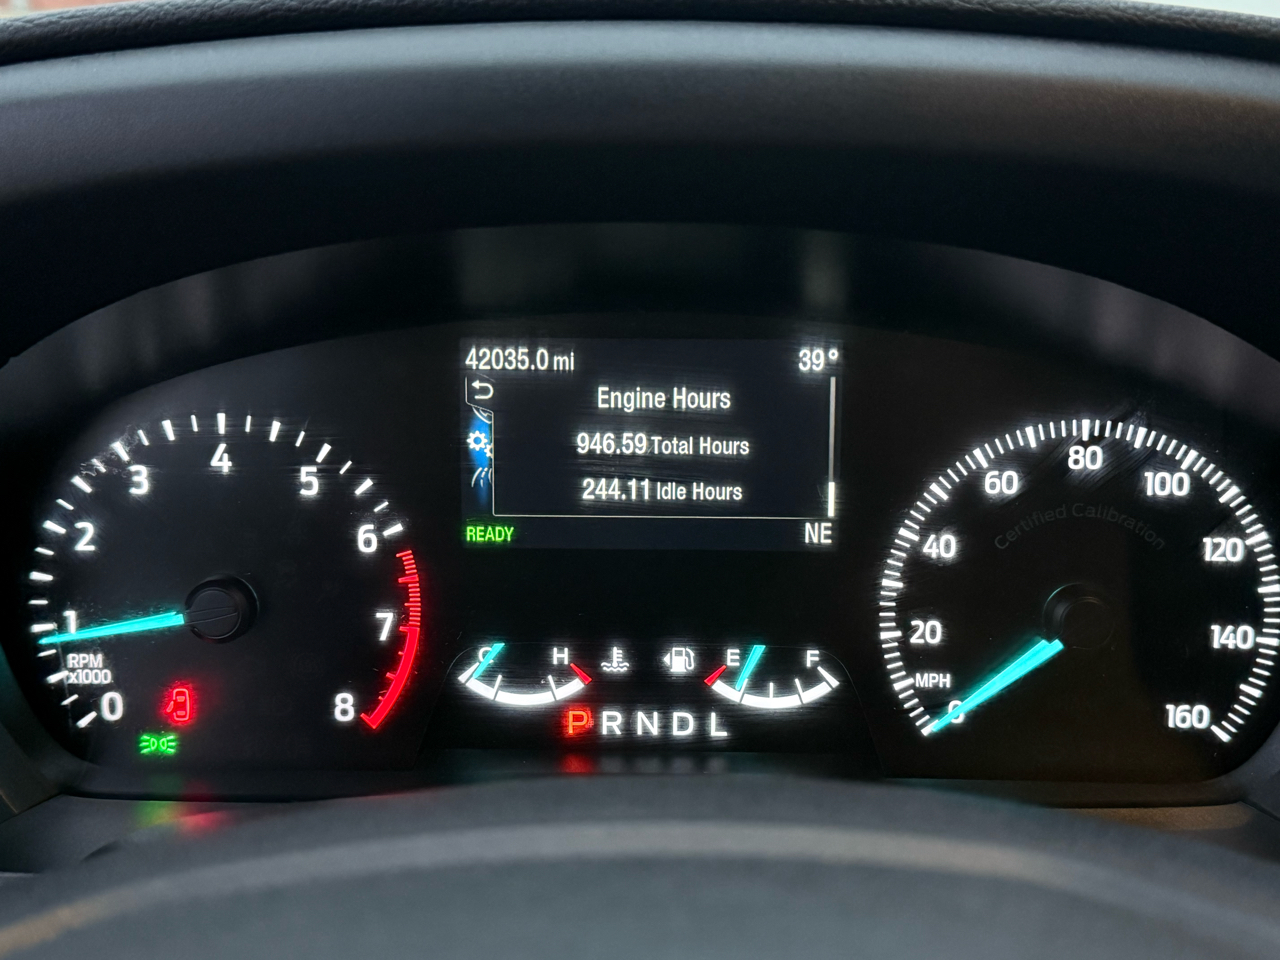 42035.0 mi 39°
Engine Hours
946.59 Total Hours
244.11 Idle Hours
READY NE
0 1 2 3 4 5 6 7 8
RPM
x1000
C H E F
P R N D L
0 20 40 60 80 100 120 140 160
MPH
Certified Calibration